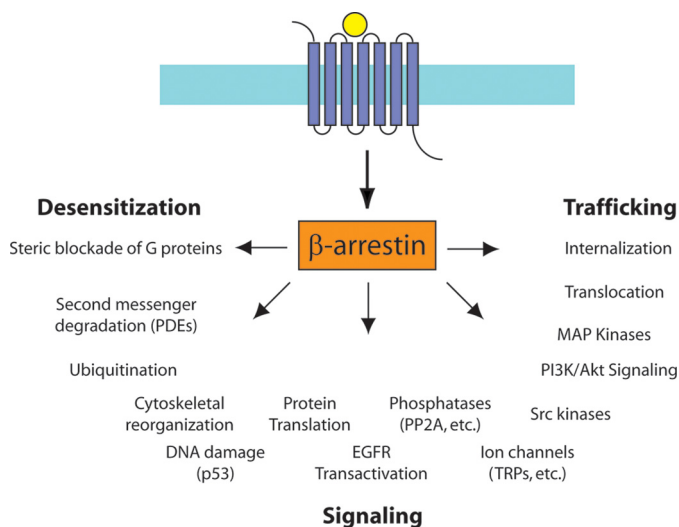 Desensitization
Trafficking
β-arrestin
Steric blockade of G proteins
Internalization
Second messenger
degradation (PDEs)
Translocation
MAP Kinases
Ubiquitination
PI3K/Akt Signaling
Cytoskeletal
reorganization
Protein
Translation
Phosphatases
(PP2A, etc.)
Src kinases
DNA damage
(p53)
EGFR
Transactivation
Ion channels
(TRPs, etc.)
Signaling